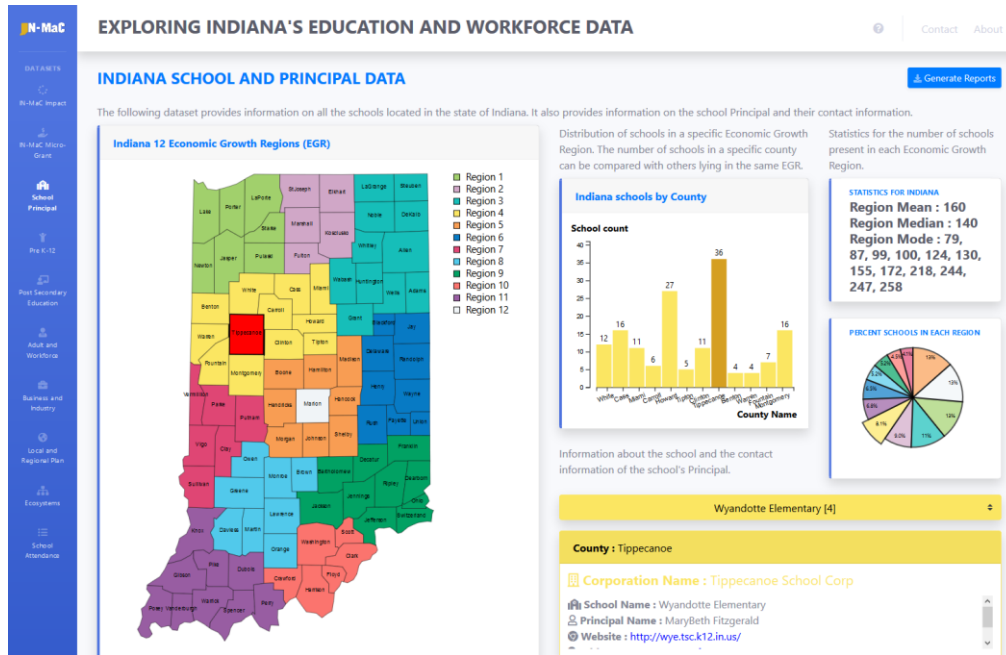 IN-MaC
EXPLORING INDIANA'S EDUCATION AND WORKFORCE DATA
Contact
About
DATASETS
IN-MaC Impact
IN-MaC Micro-
Grant
School
Principal
Pre K-12
Post Secondary
Education
Adult and
Workforce
Business and
Industry
Local and
Regional Plan
Ecosystems
School
Attendance
INDIANA SCHOOL AND PRINCIPAL DATA
Generate Reports
The following dataset provides information on all the schools located in the state of Indiana. It also provides information on the school Principal and their contact information.
Indiana 12 Economic Growth Regions (EGR)
Region 1
Region 2
Region 3
Region 4
Region 5
Region 6
Region 7
Region 8
Region 9
Region 10
Region 11
Region 12
Lake
Porter
LaPorte
St Joseph
Elkhart
LaGrange
Steuben
Starke
Marshall
Kosciusko
Noble
DeKalb
Newton
Jasper
Pulaski
Fulton
Whitley
Allen
White
Cass
Miami
Wabash
Huntington
Wells
Adams
Benton
Carroll
Howard
Grant
Blackford
Jay
Warren
Tippecanoe
Clinton
Tipton
Madison
Delaware
Randolph
Fountain
Montgomery
Boone
Hamilton
Henry
Wayne
Vermillion
Parke
Putnam
Hendricks
Marion
Hancock
Rush
Fayette
Union
Vigo
Clay
Morgan
Johnson
Shelby
Franklin
Owen
Monroe
Brown
Bartholomew
Decatur
Dearborn
Sullivan
Greene
Jackson
Jennings
Ripley
Ohio
Lawrence
Jefferson
Switzerland
Knox
Daviess
Martin
Orange
Washington
Scott
Clark
Gibson
Pike
Dubois
Crawford
Floyd
Harrison
Posey
Vanderburgh
Warrick
Spencer
Perry
Distribution of schools in a specific Economic Growth
Region. The number of schools in a specific county
can be compared with others lying in the same EGR.
Indiana schools by County
School count
40
35
30
25
20
15
10
5
0
12
16
11
6
27
5
11
36
4
4
7
16
White
Cass
Miami
Carroll
Howard
Tipton
Clinton
Tippecanoe
Benton
Warren
Fountain
Montgomery
County Name
Statistics for the number of schools
present in each Economic Growth
Region.
STATISTICS FOR INDIANA
Region Mean : 160
Region Median : 140
Region Mode : 79,
87, 99, 100, 124, 130,
155, 172, 218, 244,
247, 258
PERCENT SCHOOLS IN EACH REGION
13%
13%
13%
11%
9.0%
8.1%
6.8%
6.5%
5.2%
Information about the school and the contact
information of the school's Principal.
Wyandotte Elementary [4]
County : Tippecanoe
Corporation Name : Tippecanoe School Corp
School Name : Wyandotte Elementary
Principal Name : MaryBeth Fitzgerald
Website : http://wye.tsc.k12.in.us/